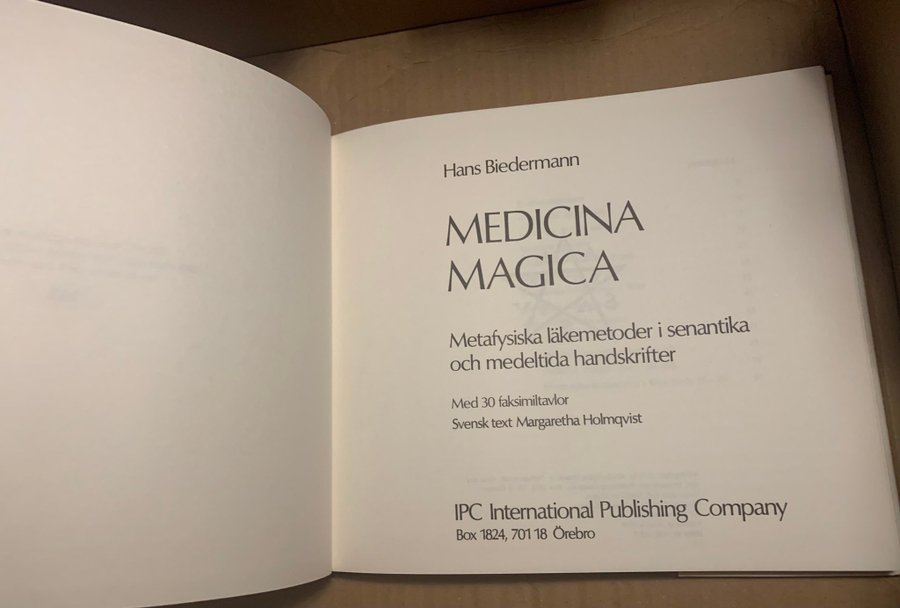 Hans Biedermann
MEDICINA
MAGICA
Metafysiska läkemetoder i senantika
och medeltida handskrifter
Med 30 faksimiltavlor
Svensk text Margaretha Holmqvist
IPC International Publishing Company
Box 1824, 701 18 Örebro